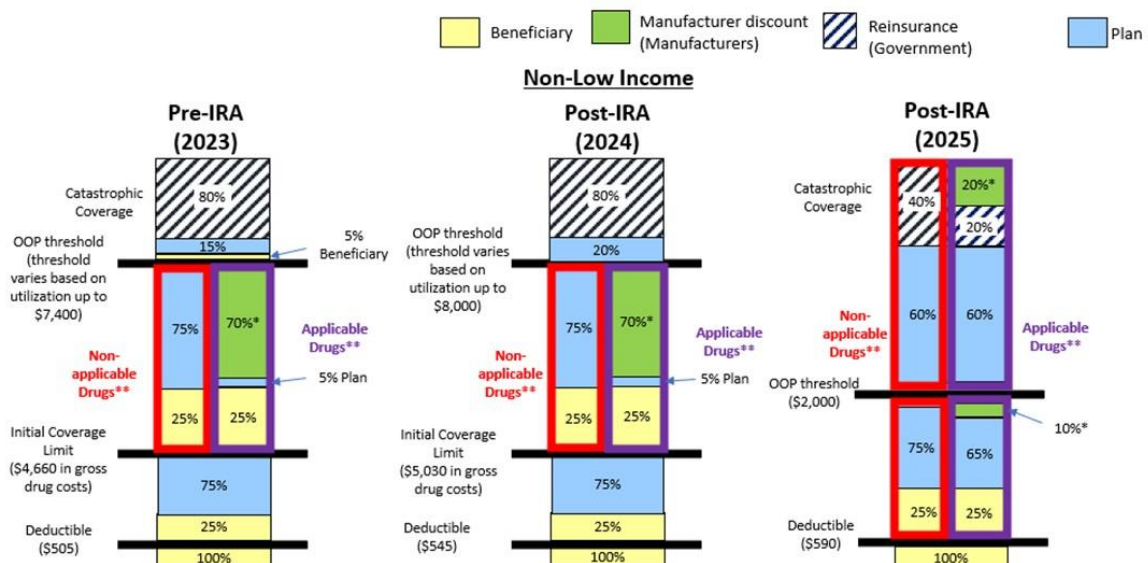 Beneficiary
Manufacturer discount
(Manufacturers)
Reinsurance
(Government)
Plan
Non-Low Income
Pre-IRA
(2023)
Catastrophic
Coverage
80%
15%
5%
Beneficiary
OOP threshold
(threshold
varies based on
utilization up to
$7,400)
75%
70%*
Non-
applicable
Drugs**
Applicable
Drugs**
5% Plan
25%
25%
Initial Coverage
Limit
($4,660 in gross
drug costs)
75%
25%
Deductible
($505)
100%
Post-IRA
(2024)
80%
20%
OOP threshold
(threshold varies
based on
utilization up to
$8,000)
75%
70%*
Non-
applicable
Drugs**
Applicable
Drugs**
5% Plan
25%
25%
Initial Coverage
Limit
($5,030 in gross
drug costs)
75%
25%
Deductible
($545)
100%
Post-IRA
(2025)
Catastrophic
Coverage
40%
20%*
20%
60%
60%
Non-
applicable
Drugs**
Applicable
Drugs**
OOP threshold
($2,000)
10%*
75%
65%
25%
25%
Deductible
($590)
100%